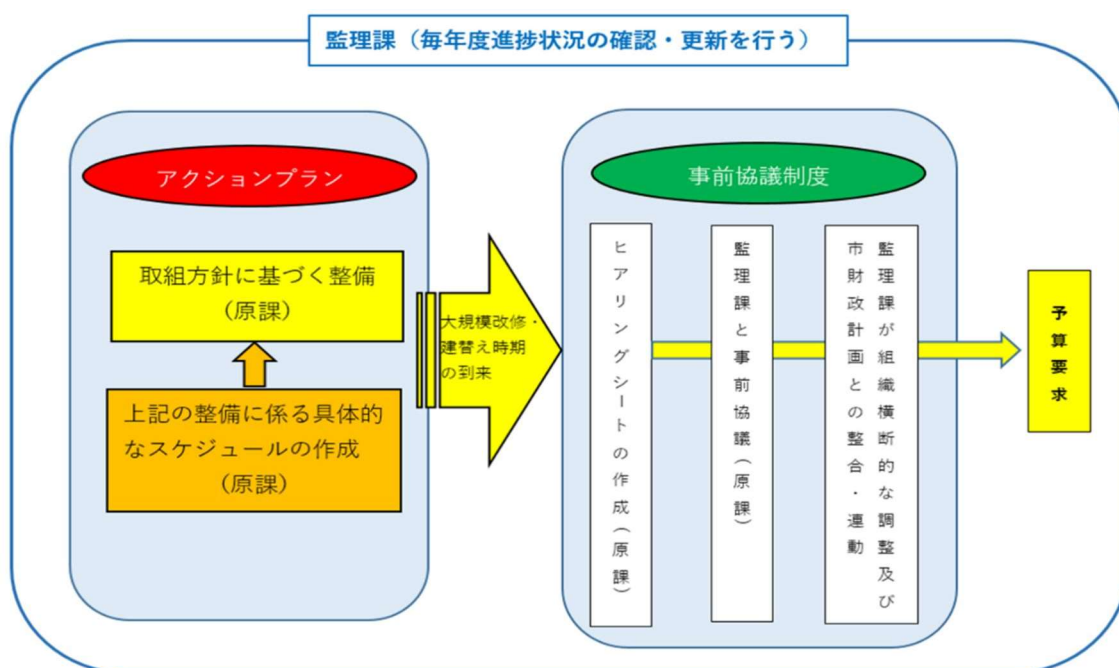 監理課（毎年度進捗状況の確認・更新を行う）
アクションプラン
取組方針に基づく整備
（原課）
上記の整備に係る具体的
なスケジュールの作成
（原課）
大規模改修・
建替え時期
の到来
事前協議制度
ヒアリングシートの作成（原課）
監理課と事前協議（原課）
監理課が組織横断的な調整及び
市財政計画との整合・連動
予算要求